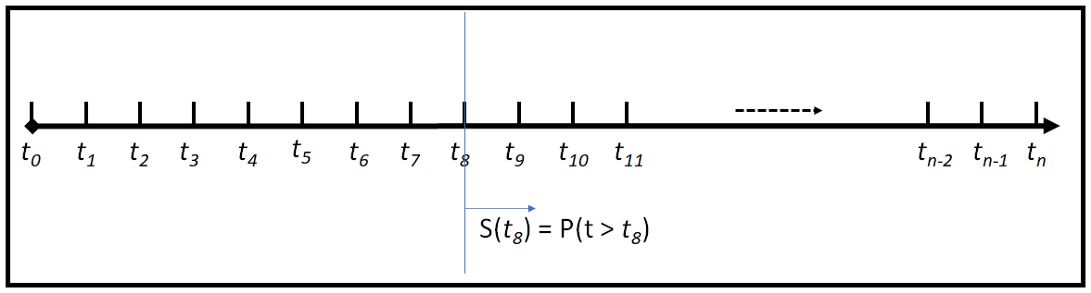 t0 t1 t2 t3 t4 t5 t6 t7 t8 t9 t10 t11 tn-2 tn-1 tn
S(t8) = P(t > t8)